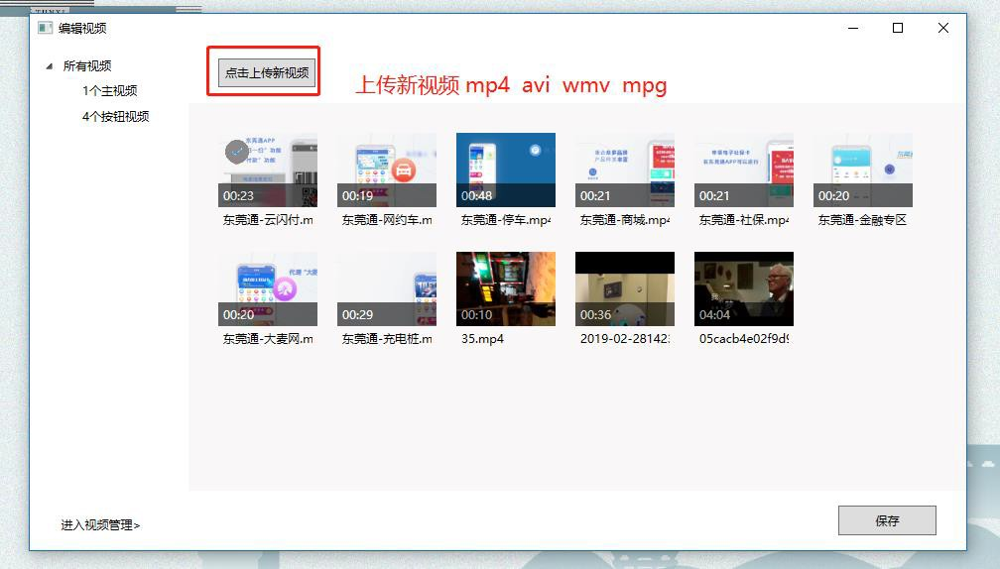 编辑视频
所有视频
1个主视频
4个按钮视频
点击上传新视频
上传新视频 mp4 avi wmv mpg
00:23
00:19
00:48
00:21
00:21
00:20
东莞通-云闪付.m
东莞通-网约车.m
东莞通-停车.mp4
东莞通-商城.mp4
东莞通-社保.mp4
东莞通-金融专区
代理“大麦
00:20
00:29
00:10
00:36
我
04:04
东莞通-大麦网.m
东莞通-充电桩.m
35.mp4
2019-02-28142
05cacb4e02f9d9
进入视频管理>
保存